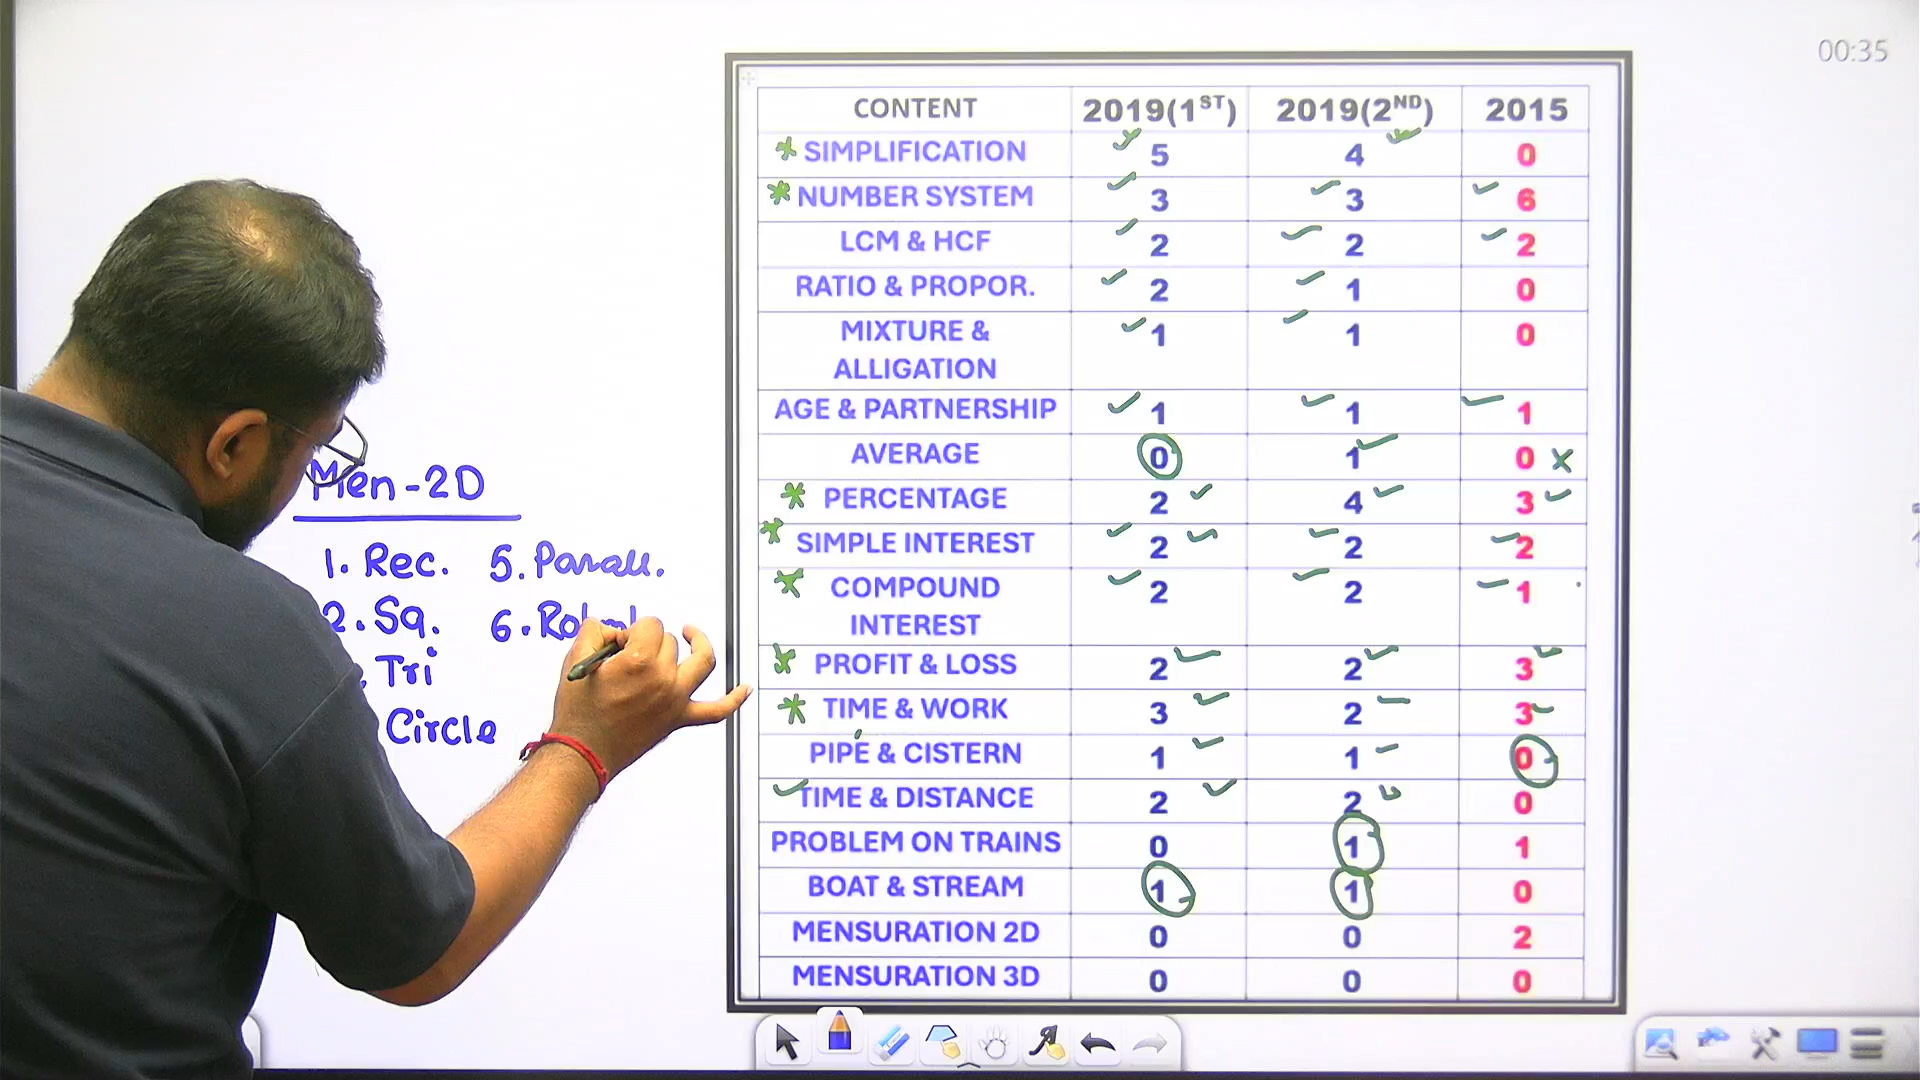 00:35
CONTENT 2019(1ST) 2019(2ND) 2015
SIMPLIFICATION 5 4 0
NUMBER SYSTEM 3 3 6
LCM & HCF 2 2 2
RATIO & PROPOR. 2 1 0
MIXTURE & ALLIGATION 1 1 0
AGE & PARTNERSHIP 1 1 1
AVERAGE 0 1 0
PERCENTAGE 2 4 3
SIMPLE INTEREST 2 2 2
COMPOUND INTEREST 2 2 1
PROFIT & LOSS 2 2 3
TIME & WORK 3 2 3
PIPE & CISTERN 1 1 0
TIME & DISTANCE 2 2 0
PROBLEM ON TRAINS 0 1 1
BOAT & STREAM 1 1 0
MENSURATION 2D 0 0 2
MENSURATION 3D 0 0 0
Men-2D
1. Rec. 5. Parall.
2. Sq. 6.
Tri
Circle